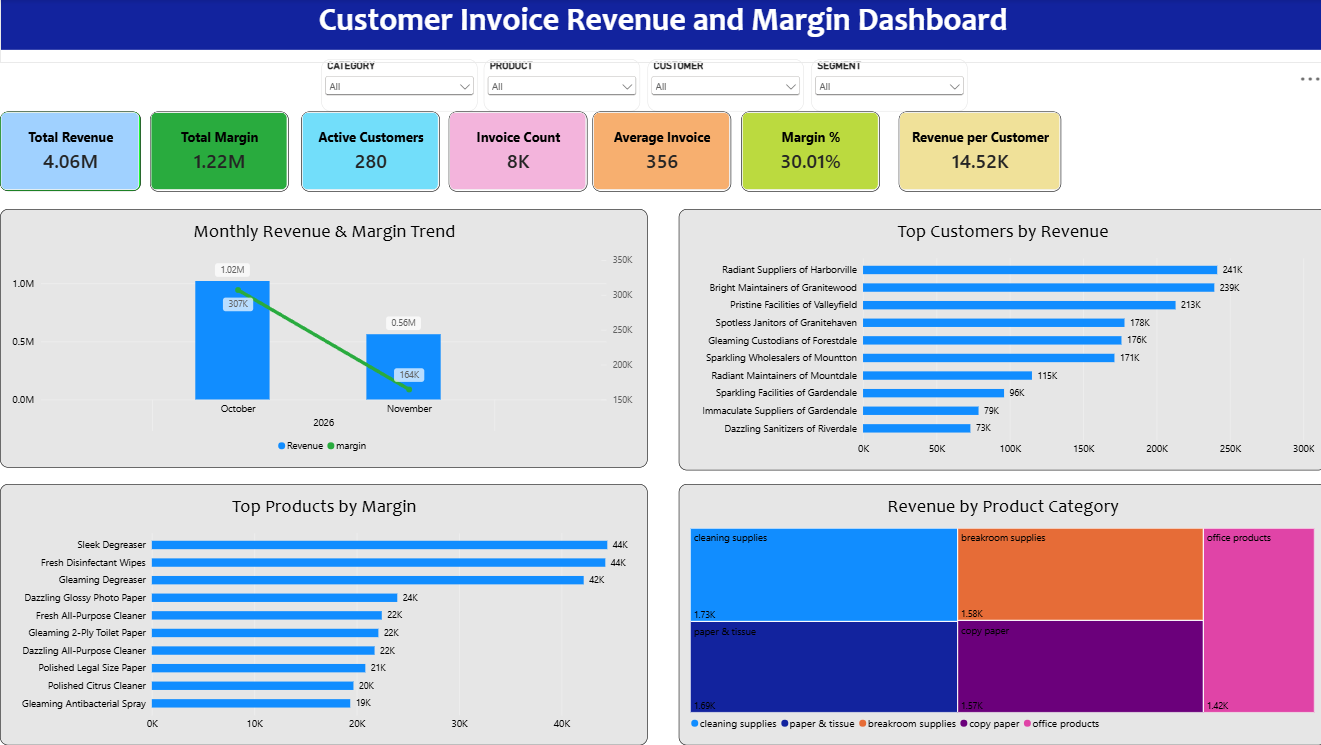 Customer Invoice Revenue and Margin Dashboard
CATEGORY PRODUCT CUSTOMER SEGMENT
All All All All
Total Revenue
4.06M
Total Margin
1.22M
Active Customers
280
Invoice Count
8K
Average Invoice
356
Margin %
30.01%
Revenue per Customer
14.52K
Monthly Revenue & Margin Trend
350K
1.02M
1.0M
300K
307K
250K
0.56M
0.5M
200K
164K
0.0M
150K
October November
2026
Revenue margin
Top Customers by Revenue
Radiant Suppliers of Harborville 241K
Bright Maintainers of Granitewood 239K
Pristine Facilities of Valleyfield 213K
Spotless Janitors of Granitehaven 178K
Gleaming Custodians of Forestdale 176K
Sparkling Wholesalers of Mountton 171K
Radiant Maintainers of Mountdale 115K
Sparkling Facilities of Gardendale 96K
Immaculate Suppliers of Gardendale 79K
Dazzling Sanitizers of Riverdale 73K
0K 50K 100K 150K 200K 250K 300K
Top Products by Margin
Sleek Degreaser 44K
Fresh Disinfectant Wipes 44K
Gleaming Degreaser 42K
Dazzling Glossy Photo Paper 24K
Fresh All-Purpose Cleaner 22K
Gleaming 2-Ply Toilet Paper 22K
Dazzling All-Purpose Cleaner 22K
Polished Legal Size Paper 21K
Polished Citrus Cleaner 20K
Gleaming Antibacterial Spray 19K
0K 10K 20K 30K 40K
Revenue by Product Category
cleaning supplies
1.73K
paper & tissue
1.69K
breakroom supplies
1.58K
copy paper
1.57K
office products
1.42K
cleaning supplies paper & tissue breakroom supplies copy paper office products